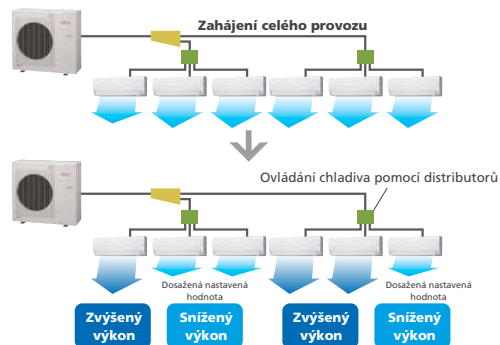 Zahájení celého provozu
Ovládání chladiva pomocí distributorů
Dosažená nastavená
hodnota
Dosažená nastavená
hodnota
Zvýšený
výkon
Snížený
výkon
Zvýšený
výkon
Snížený
výkon